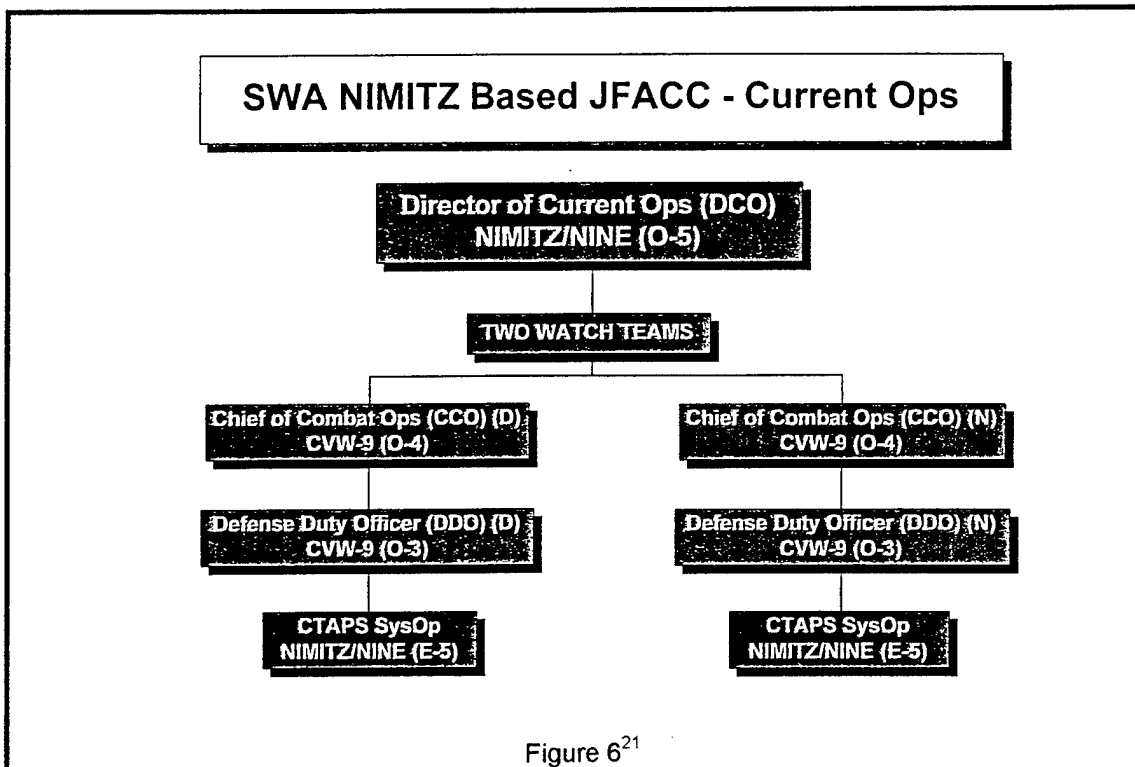 SWA NIMITZ Based JFACC - Current Ops
Director of Current Ops (DCO)
NIMITZ/NINE (O-5)
TWO WATCH TEAMS
Chief of Combat Ops (CCO) (D)
CVW-9 (O-4)
Chief of Combat Ops (CCO) (N)
CVW-9 (O-4)
Defense Duty Officer (DDO) (D)
CVW-9 (O-3)
Defense Duty Officer (DDO) (N)
CVW-9 (O-3)
CTAPS SysOp
NIMITZ/NINE (E-5)
CTAPS SysOp
NIMITZ/NINE (E-5)
Figure 6²¹